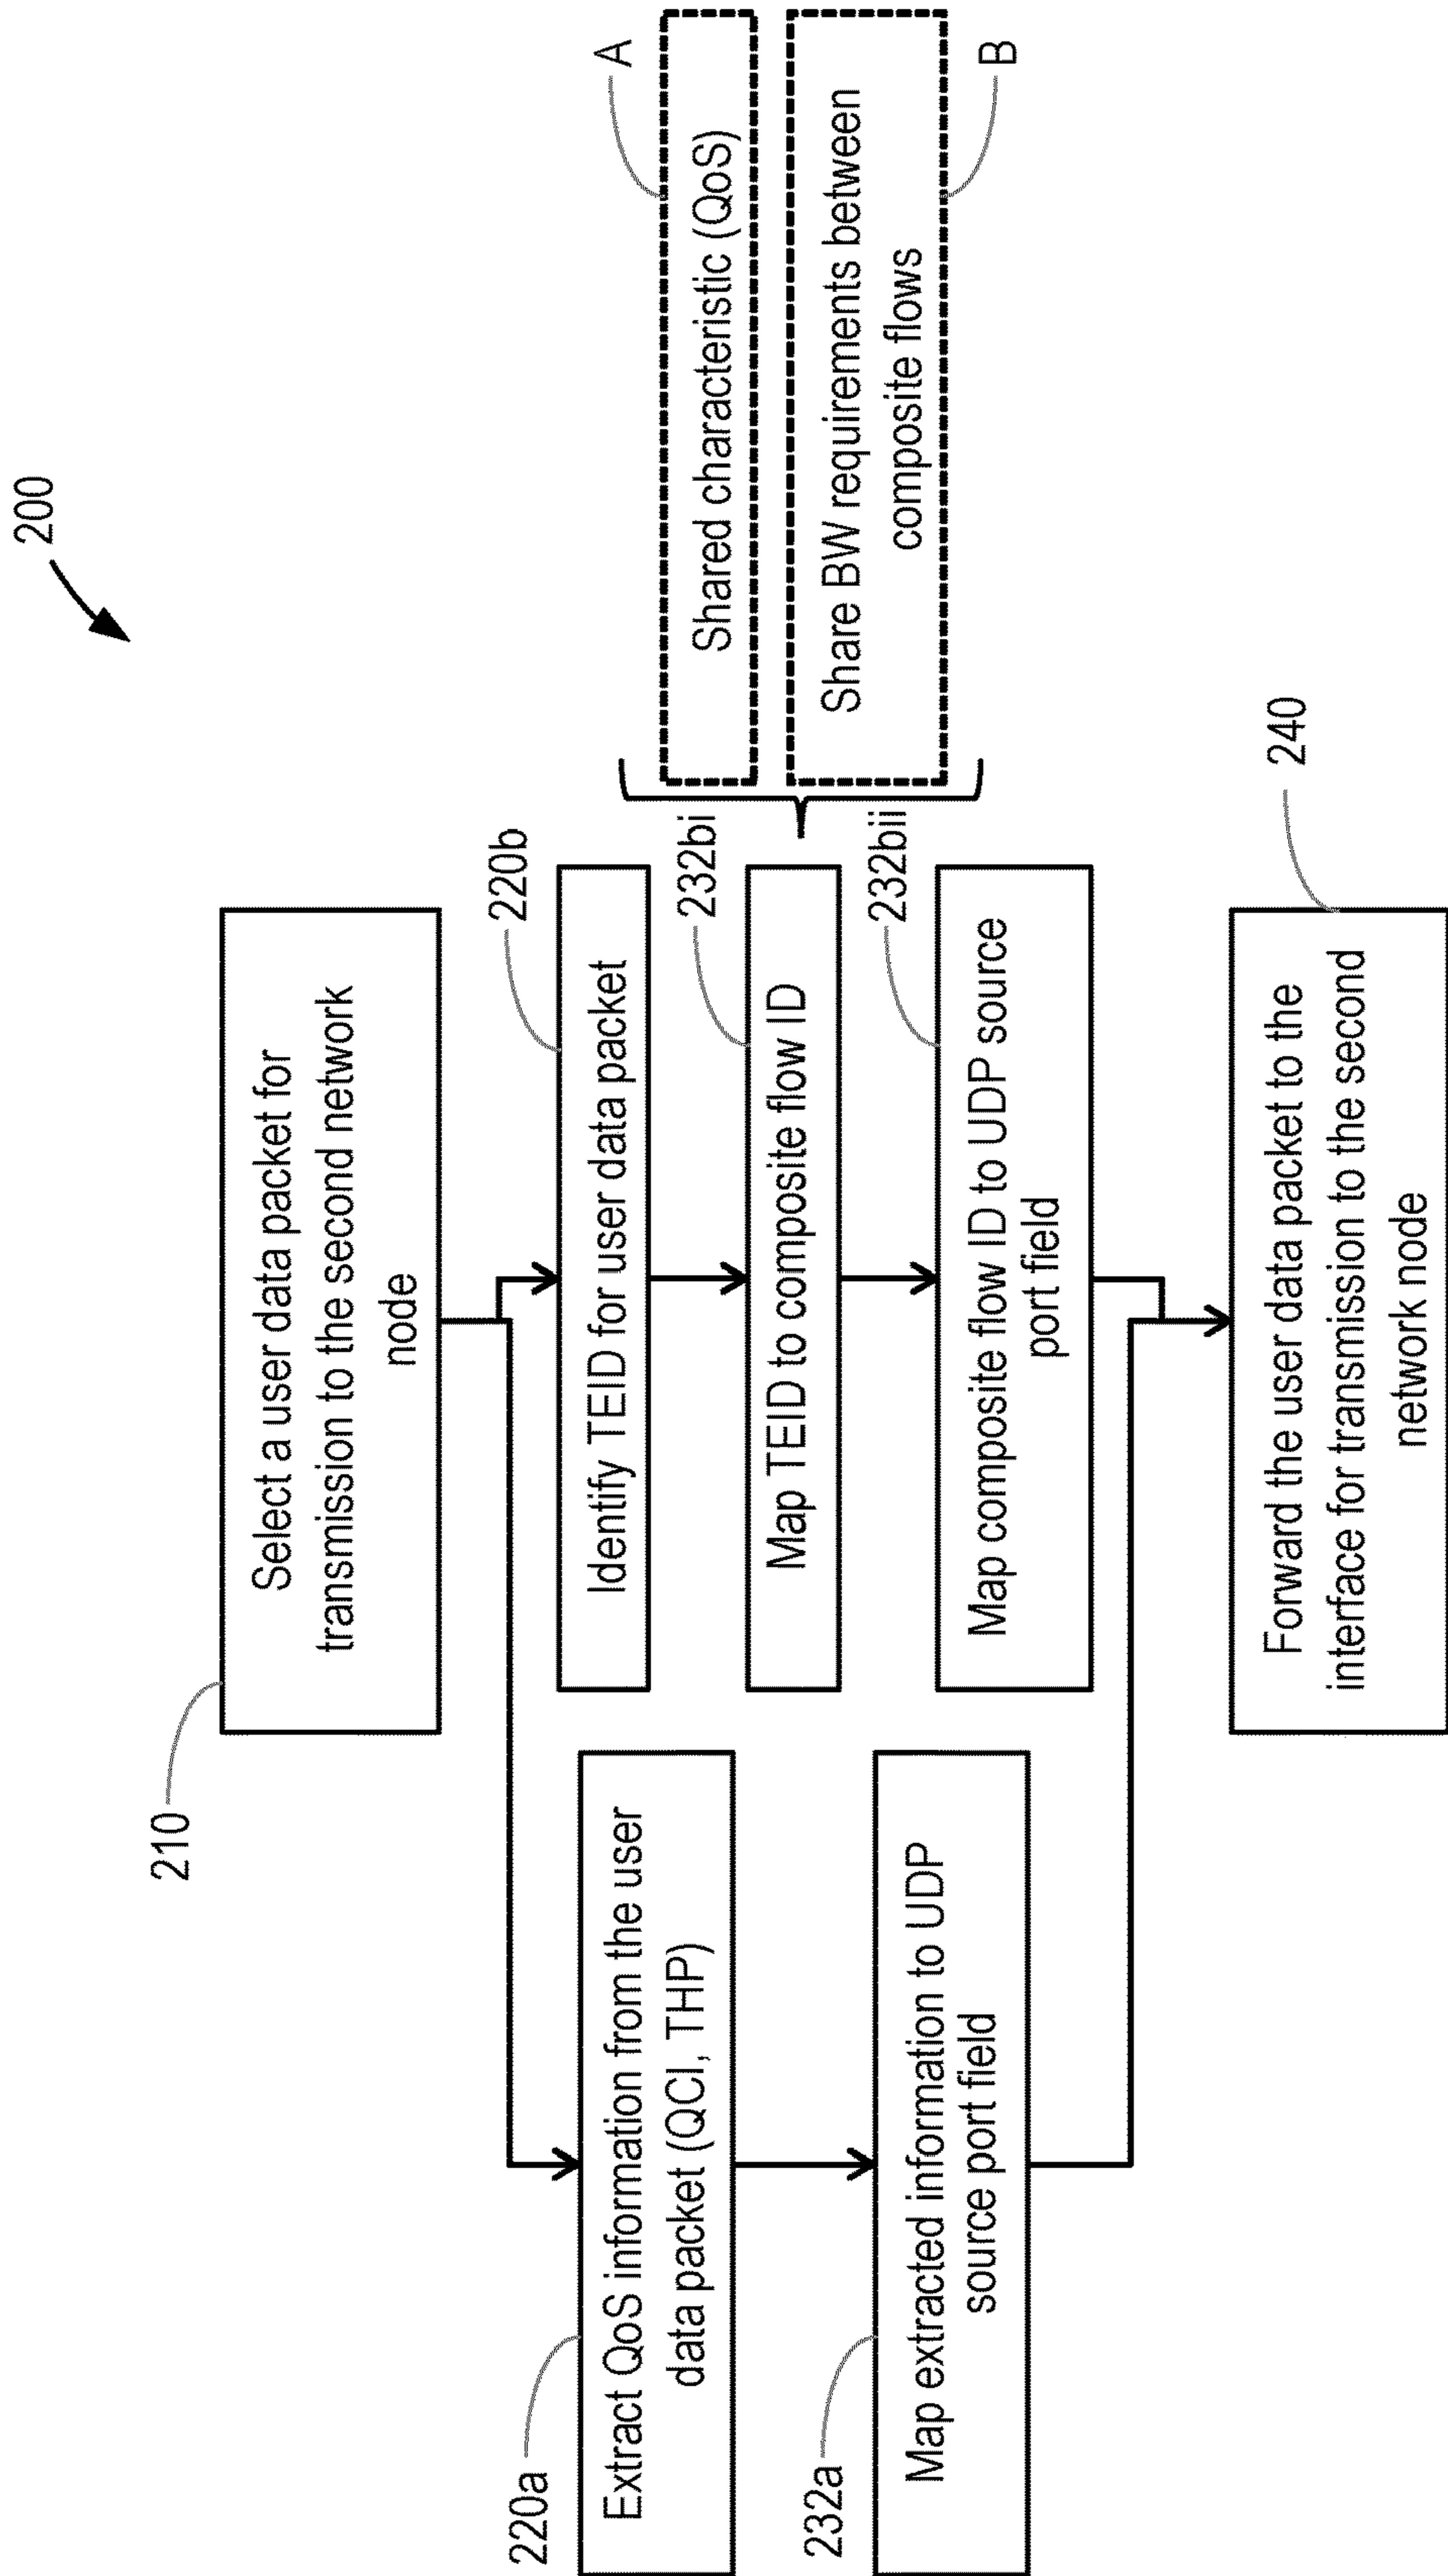 200
210
Select a user data packet for
transmission to the second network
node
220a
Extract QoS information from the user
data packet (QCI, THP)
232a
Map extracted information to UDP
source port field
220b
Identify TEID for user data packet
232bi
Map TEID to composite flow ID
232bii
Map composite flow ID to UDP source
port field
A
Shared characteristic (QoS)
Share BW requirements between
composite flows
B
240
Forward the user data packet to the
interface for transmission to the second
network node